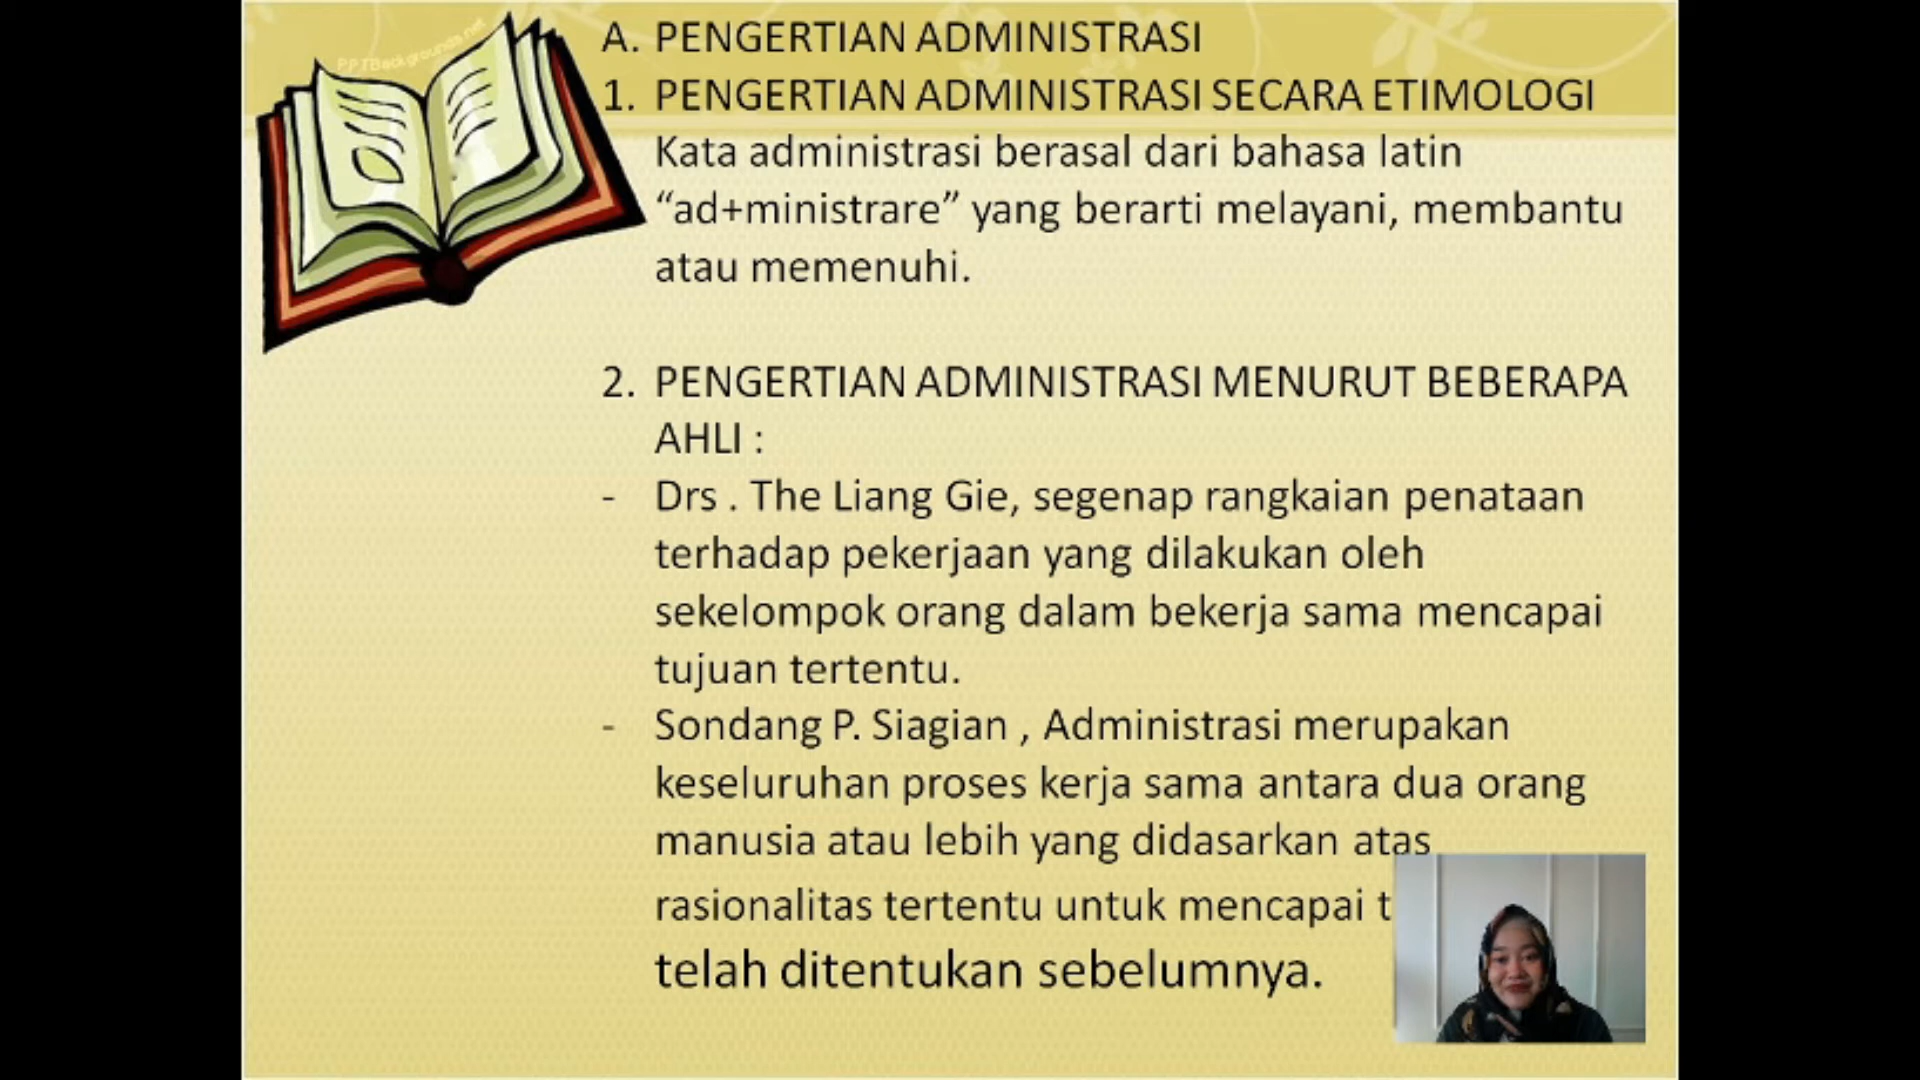 PPTBackgrounds.net
A. PENGERTIAN ADMINISTRASI
1. PENGERTIAN ADMINISTRASI SECARA ETIMOLOGI
Kata administrasi berasal dari bahasa latin
“ad+ministrare” yang berarti melayani, membantu
atau memenuhi.
2. PENGERTIAN ADMINISTRASI MENURUT BEBERAPA
AHLI :
- Drs . The Liang Gie, segenap rangkaian penataan
terhadap pekerjaan yang dilakukan oleh
sekelompok orang dalam bekerja sama mencapai
tujuan tertentu.
- Sondang P. Siagian , Administrasi merupakan
keseluruhan proses kerja sama antara dua orang
manusia atau lebih yang didasarkan atas
rasionalitas tertentu untuk mencapai
telah ditentukan sebelumnya.